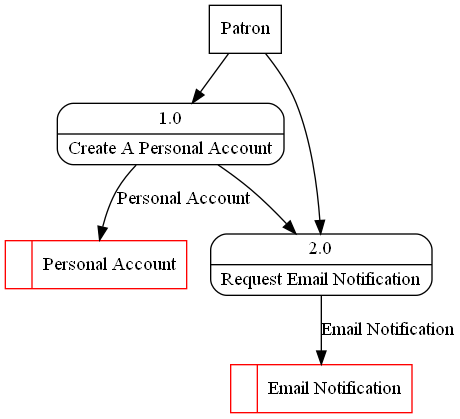 Patron
1.0
Create A Personal Account
Personal Account
Personal Account
2.0
Request Email Notification
Email Notification
Email Notification